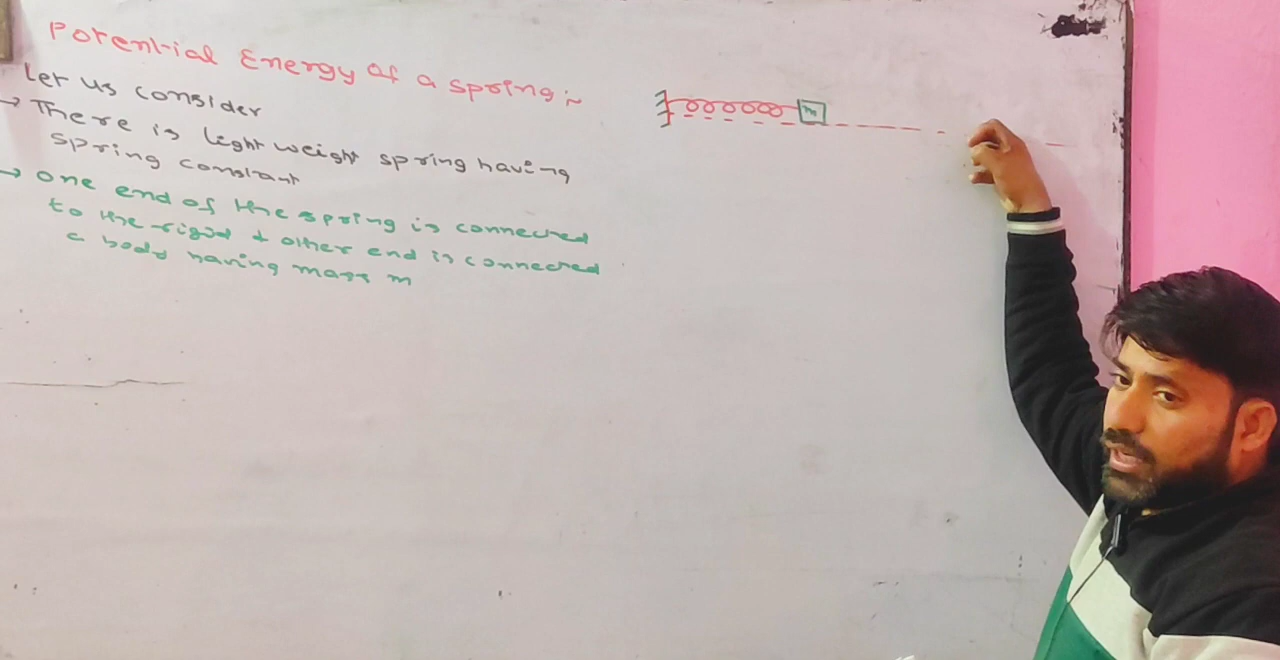 Potential Energy of a spring:~
Let us consider
→ There is light weight spring having
spring constant
→ One end of the spring is connected
to the rigid & other end is connected
a body having mass m
m